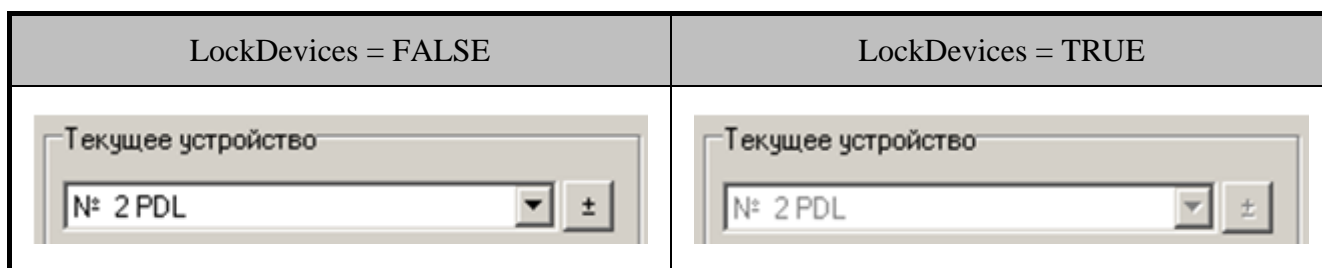 LockDevices = FALSE
LockDevices = TRUE
Текущее устройство
№ 2 PDL
±
Текущее устройство
№ 2 PDL
±